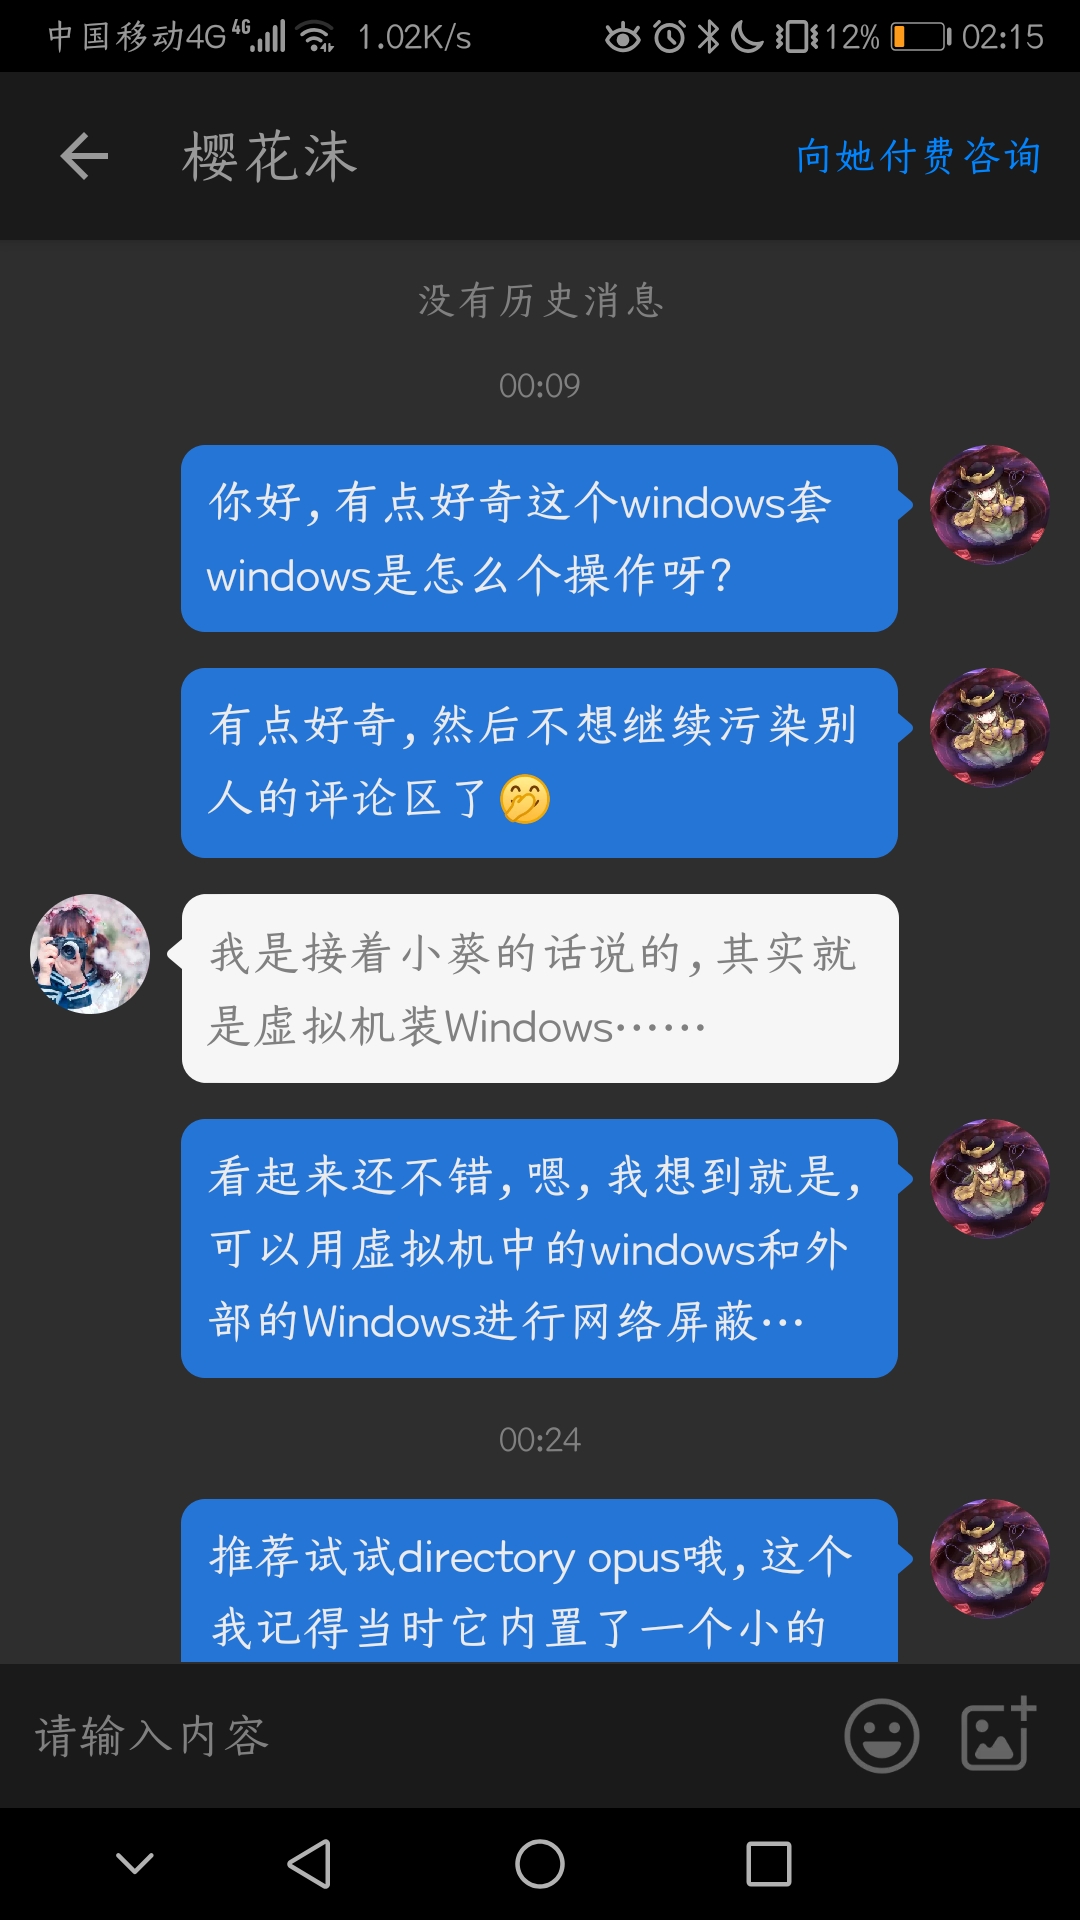 中国移动4G 4G 1.02K/s 12% 02:15
樱花沫 向她付费咨询
没有历史消息
00:09
你好,有点好奇这个windows套
windows是怎么个操作呀?
有点好奇,然后不想继续污染别
人的评论区了🤭
我是接着小葵的话说的,其实就
是虚拟机装Windows……
看起来还不错,嗯,我想到就是,
可以用虚拟机中的windows和外
部的Windows进行网络屏蔽…
00:24
推荐试试directory opus哦,这个
我记得当时它内置了一个小的
请输入内容